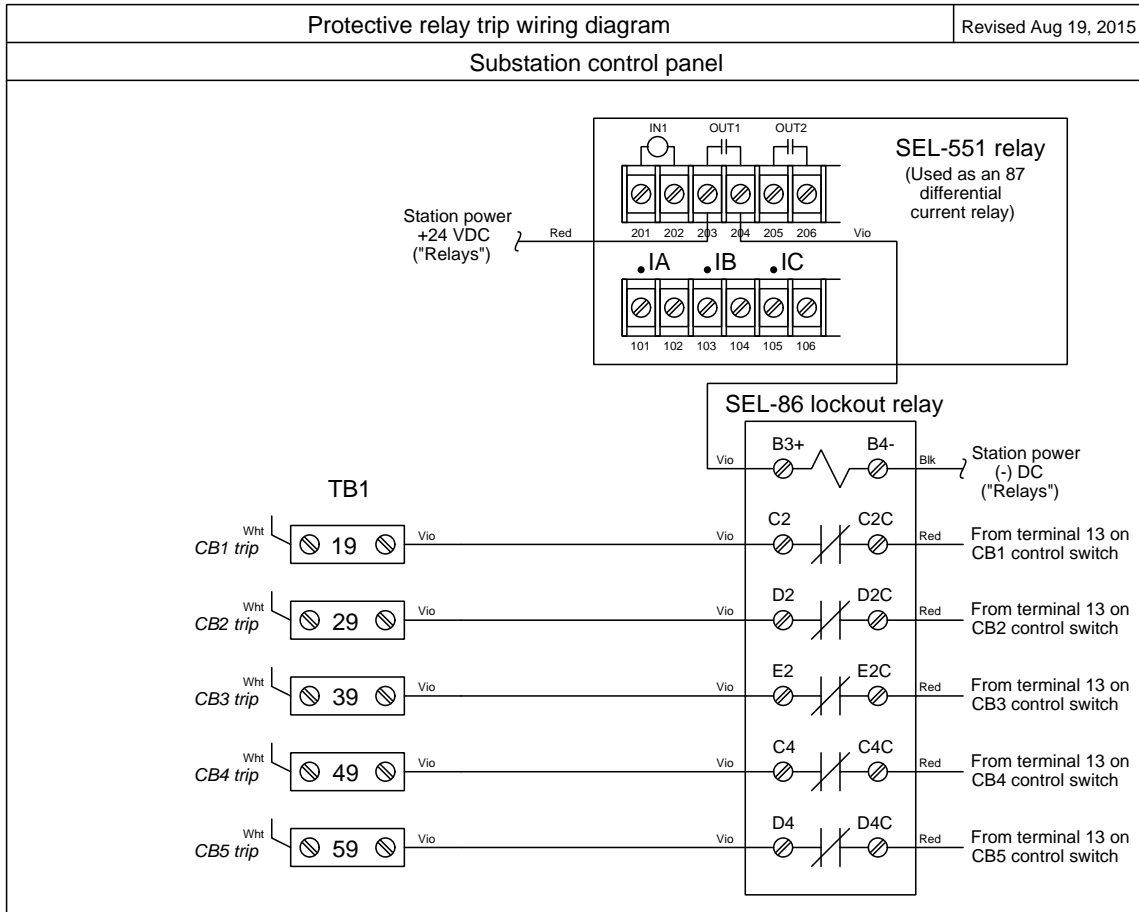 Protective relay trip wiring diagram
Revised Aug 19, 2015
Substation control panel
IN1 OUT1 OUT2
SEL-551 relay
(Used as an 87
differential
current relay)
Station power
+24 VDC
("Relays")
Red
201 202 203 204 205 206
Vio
IA IB IC
101 102 103 104 105 106
SEL-86 lockout relay
Vio B3+ B4- Blk
Station power
(-) DC
("Relays")
TB1
Wht
CB1 trip
19 Vio Vio C2 C2C Red
From terminal 13 on
CB1 control switch
Wht
CB2 trip
29 Vio Vio D2 D2C Red
From terminal 13 on
CB2 control switch
Wht
CB3 trip
39 Vio Vio E2 E2C Red
From terminal 13 on
CB3 control switch
Wht
CB4 trip
49 Vio Vio C4 C4C Red
From terminal 13 on
CB4 control switch
Wht
CB5 trip
59 Vio Vio D4 D4C Red
From terminal 13 on
CB5 control switch